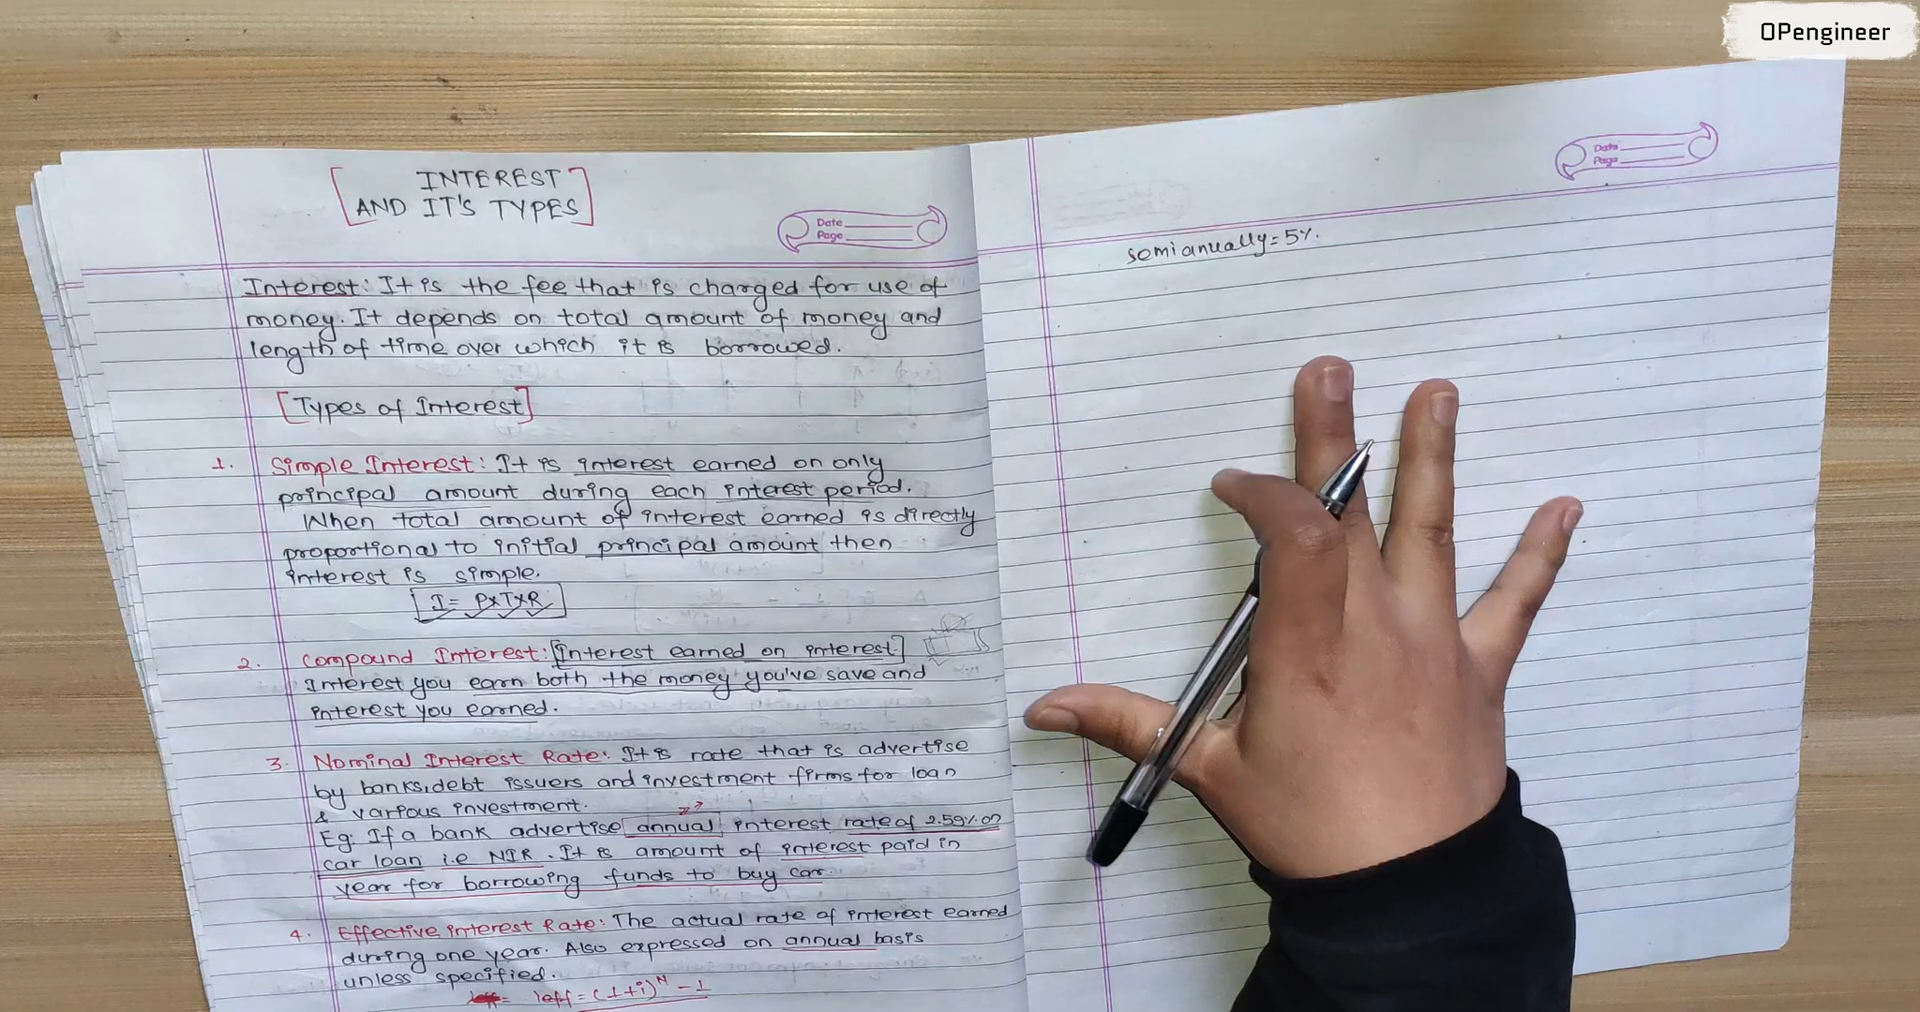 OPengineer
INTEREST
AND IT'S TYPES
Date
Page
Interest: It is the fee that is charged for use of
money. It depends on total amount of money and
length of time over which it is borrowed.
[Types of Interest]
1. Simple Interest: It is interest earned on only
principal amount during each interest period.
When total amount of interest earned is directly
proportional to initial principal amount then
interest is simple.
I = P×T×R
2. Compound Interest: [Interest earned on interest]
Interest you earn both the money you've save and
interest you earned.
3. Nominal Interest Rate: It is rate that is advertise
by banks, debt issuers and investment firms for loan
& various investment.
Eg: If a bank advertise annual interest rate of 2.59% on
car loan i.e NIR. It is amount of interest paid in
year for borrowing funds to buy car.
4. Effective interest Rate: The actual rate of interest earned
during one year. Also expressed on annual basis
unless specified.
ieff = (1+i)^N - 1
Date
Page
semianually = 5%.